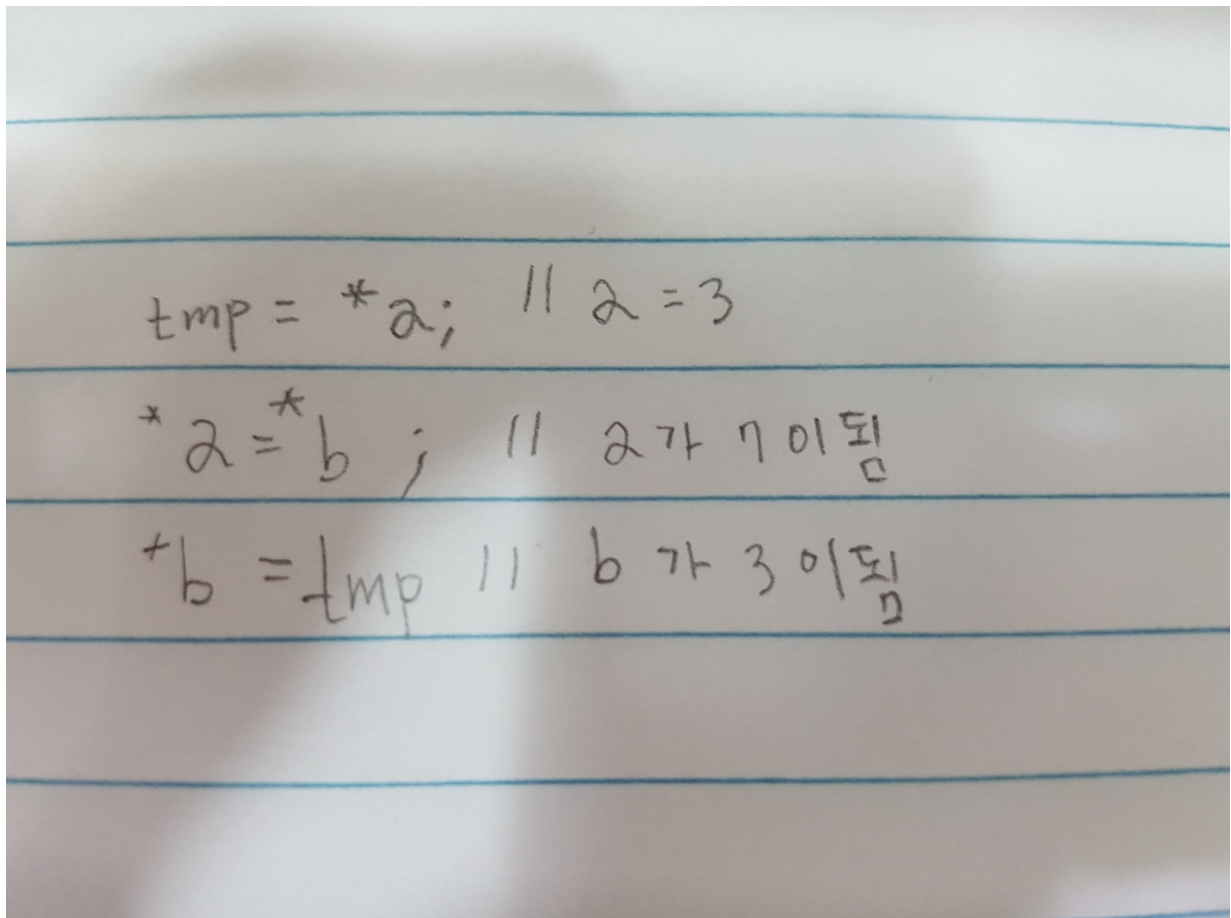 tmp = *a; // a = 3
*a = *b ; // a가 7이됨
*b = tmp // b가 3이됨